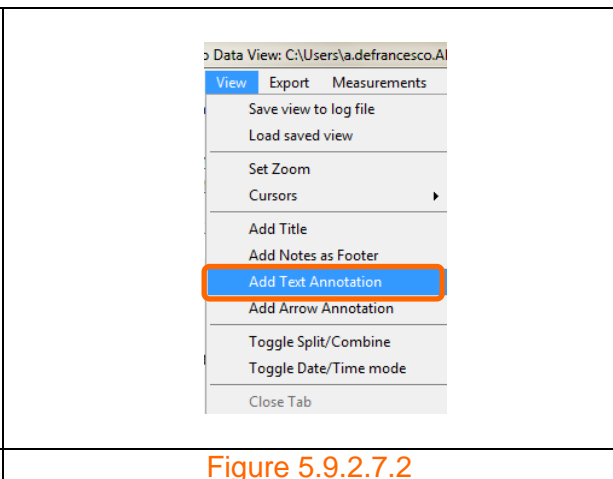 o Data View: C:\Users\a.defrancesco.Al
View Export Measurements
Save view to log file
Load saved view
Set Zoom
Cursors
Add Title
Add Notes as Footer
Add Text Annotation
Add Arrow Annotation
Toggle Split/Combine
Toggle Date/Time mode
Close Tab
Figure 5.9.2.7.2